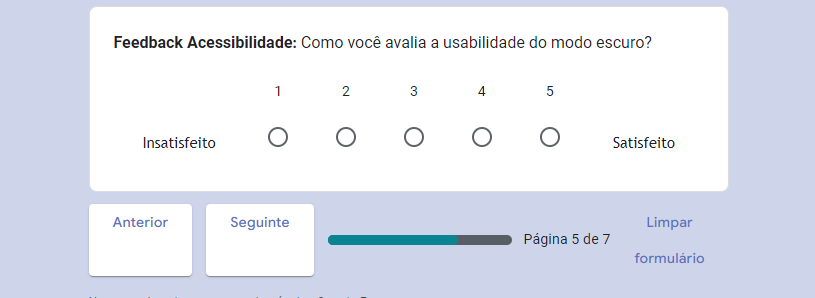 Feedback Acessibilidade: Como você avalia a usabilidade do modo escuro?
1 2 3 4 5
Insatisfeito Satisfeito
Anterior Seguinte Página 5 de 7 Limpar
formulário